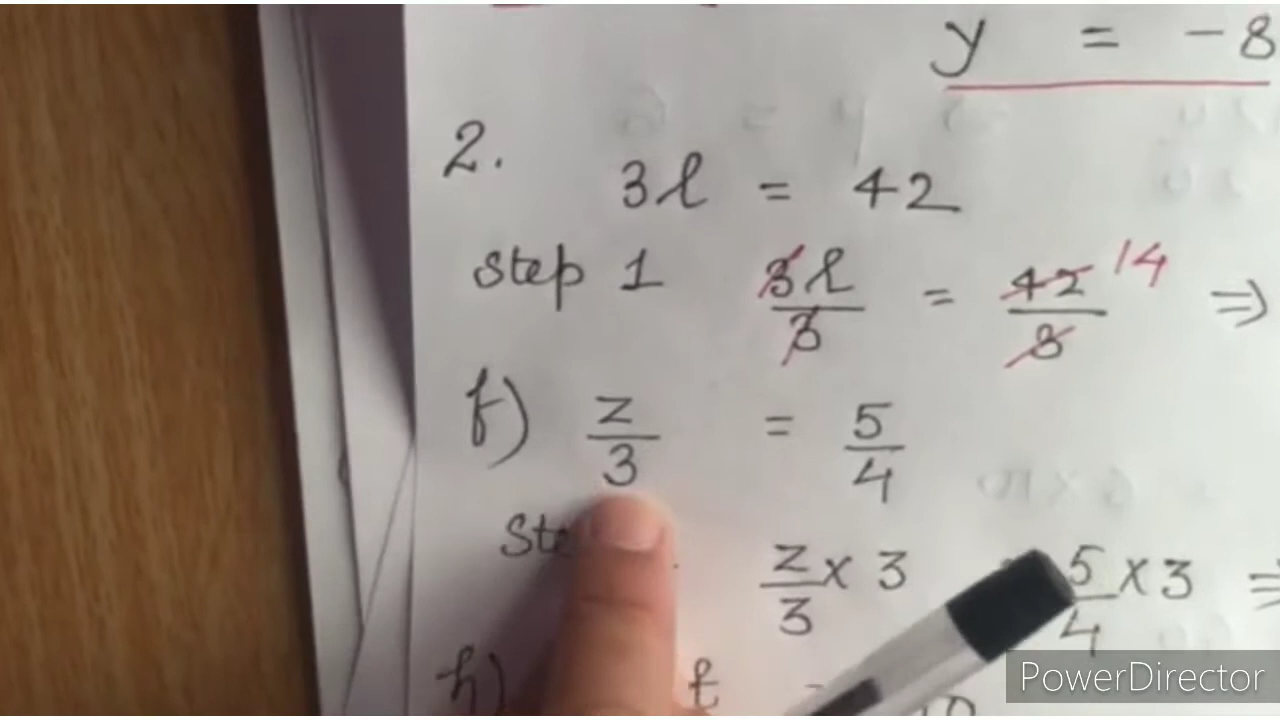 y = -8
2. 3l = 42
step 1 3l/3 = 42/3 14 ⇒
f) z/3 = 5/4
z/3 x 3 5/4 x 3 ⇒
h) t
PowerDirector